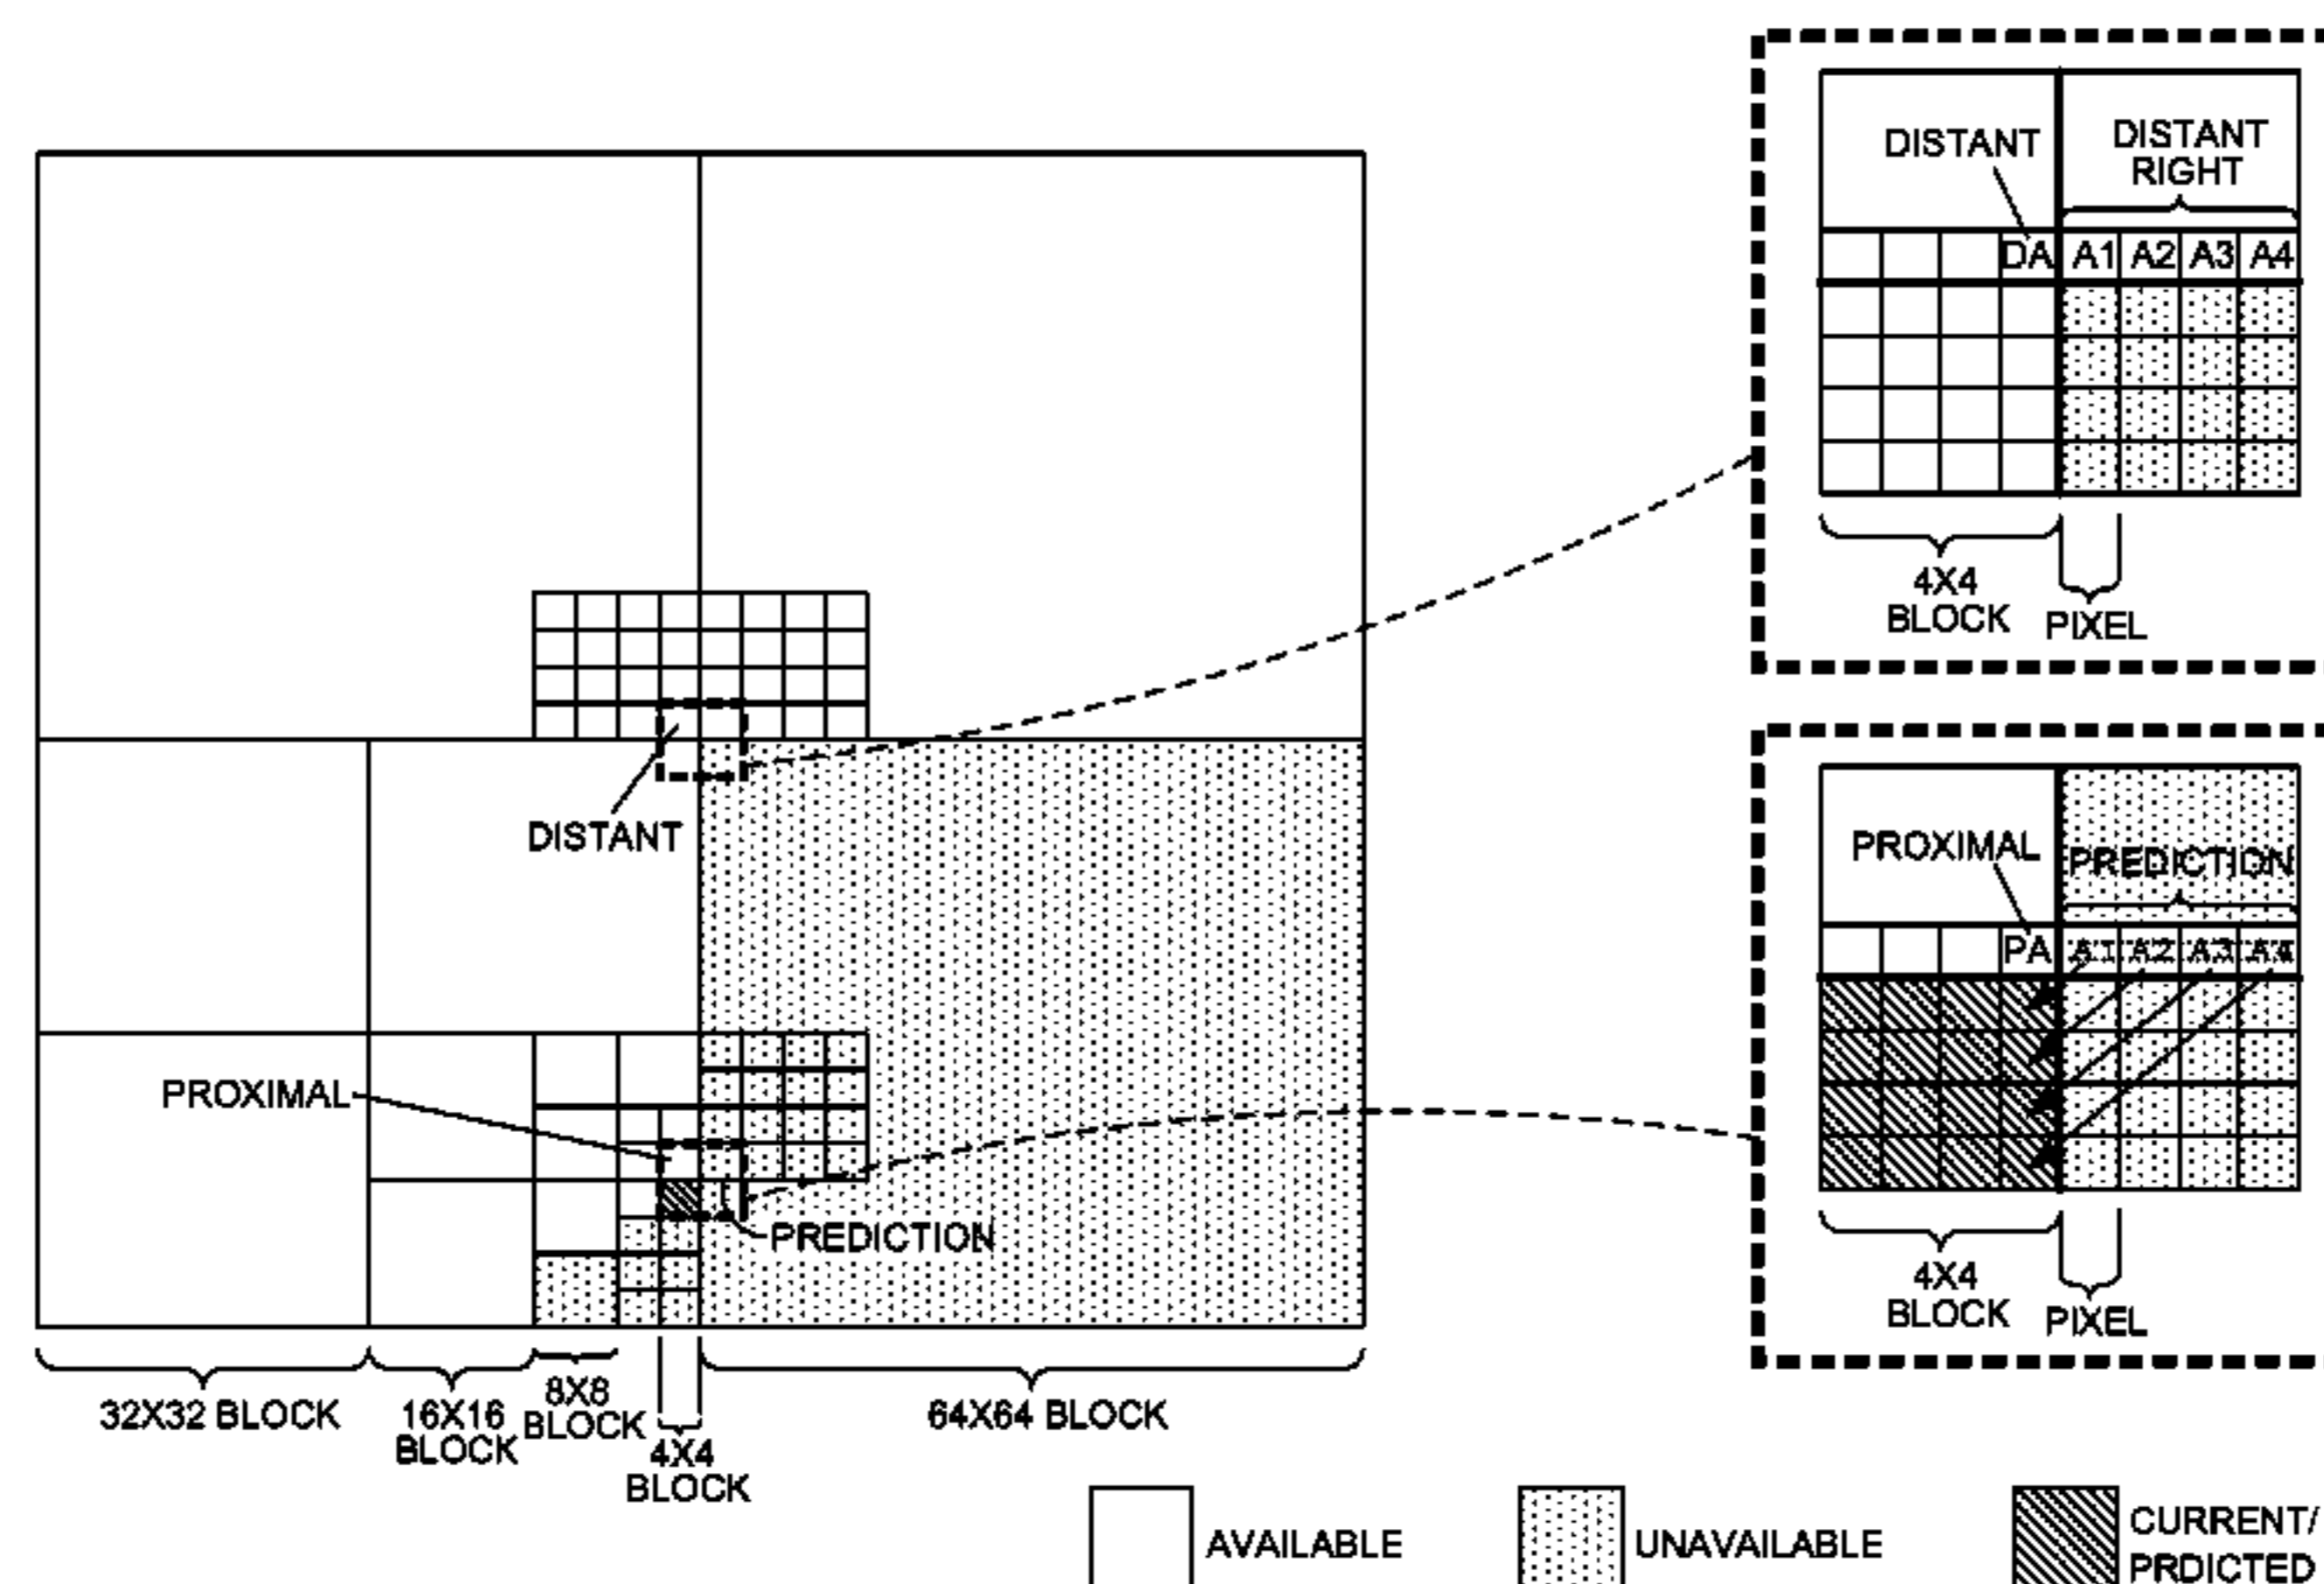 DISTANT
DISTANT
RIGHT
DA A1 A2 A3 A4
4X4
BLOCK
PIXEL
DISTANT
PROXIMAL
PREDICTION
PA A1 A2 A3 A4
PROXIMAL
PREDICTION
4X4
BLOCK
PIXEL
32X32 BLOCK
16X16
BLOCK
8X8
BLOCK
4X4
BLOCK
64X64 BLOCK
AVAILABLE
UNAVAILABLE
CURRENT/
PRDICTED